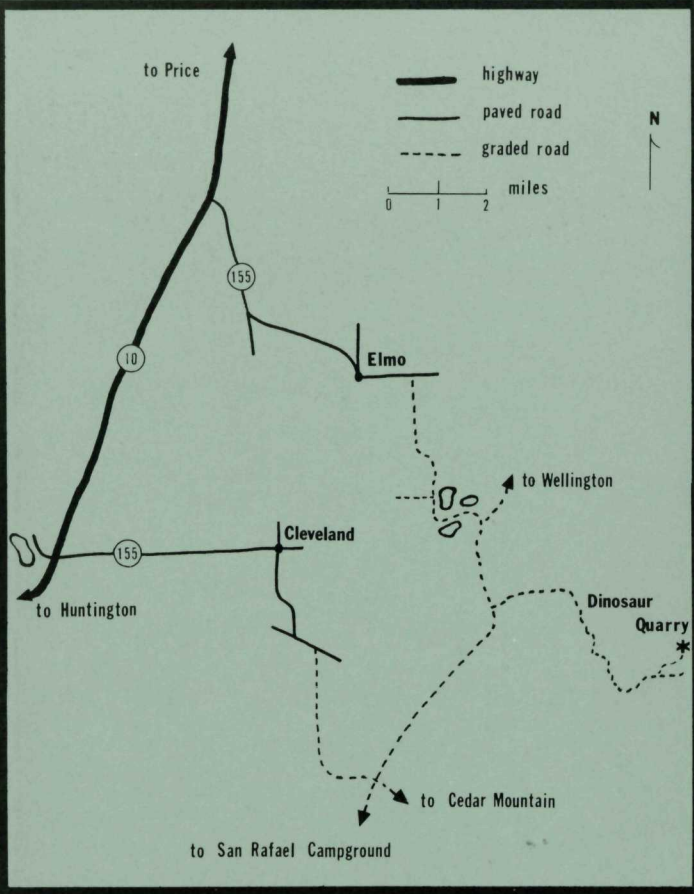 to Price
highway
paved road
graded road
miles
0 1 2
N
155
Elmo
10
to Wellington
Cleveland
155
to Huntington
Dinosaur
Quarry
to Cedar Mountain
to San Rafael Campground